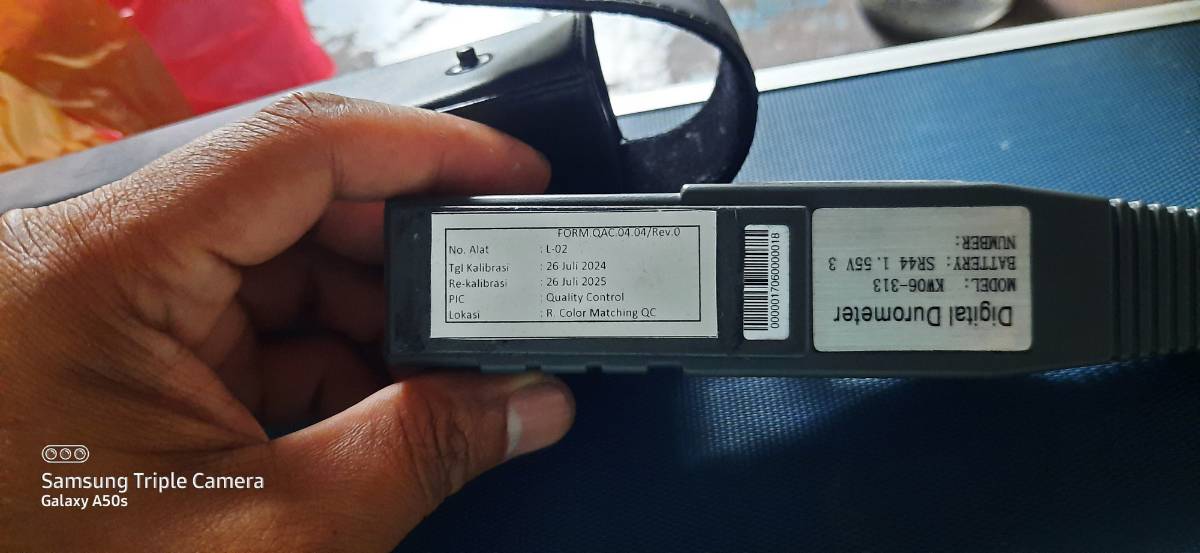 FORM.QAC.04.04/Rev.0
No. Alat : L-02
Tgl Kalibrasi : 26 Juli 2024
Re-kalibrasi : 26 Juli 2025
PIC : Quality Control
Lokasi : R. Color Matching QC
00000170600000018
Digital Durometer
MODEL: KW06-313
BATTERY: SR44 1.55V 3
NUMBER:
Samsung Triple Camera
Galaxy A50s